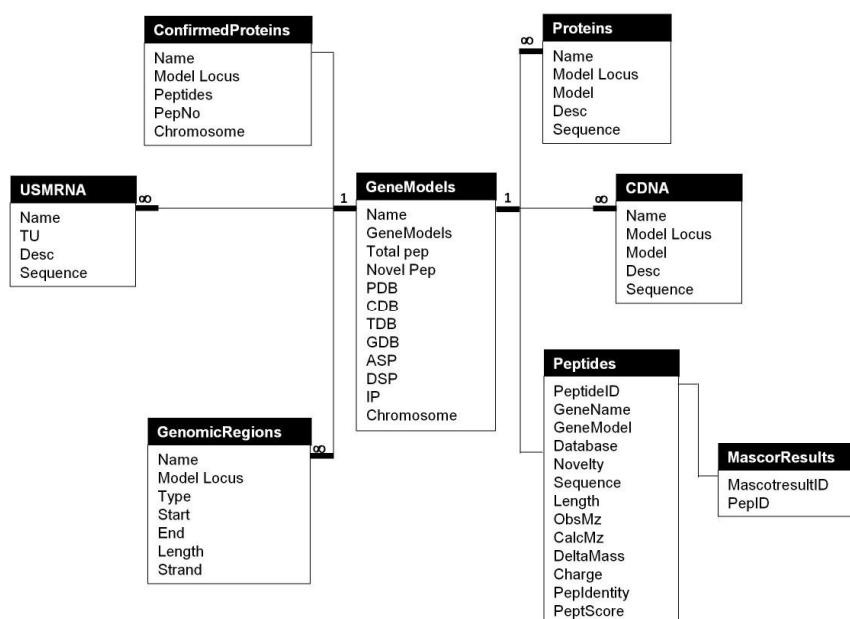 ConfirmedProteins
Name
Model Locus
Peptides
PepNo
Chromosome
Proteins
Name
Model Locus
Model
Desc
Sequence
∞
USMRNA
Name
TU
Desc
Sequence
∞
1
GeneModels
Name
GeneModels
Total pep
Novel Pep
PDB
CDB
TDB
GDB
ASP
DSP
IP
Chromosome
1
∞
CDNA
Name
Model Locus
Model
Desc
Sequence
GenomicRegions
Name
Model Locus
Type
Start
End
Length
Strand
∞
Peptides
PeptideID
GeneName
GeneModel
Database
Novelty
Sequence
Length
ObsMz
CalcMz
DeltaMass
Charge
PepIdentity
PeptScore
MascorResults
MascotresultID
PepID